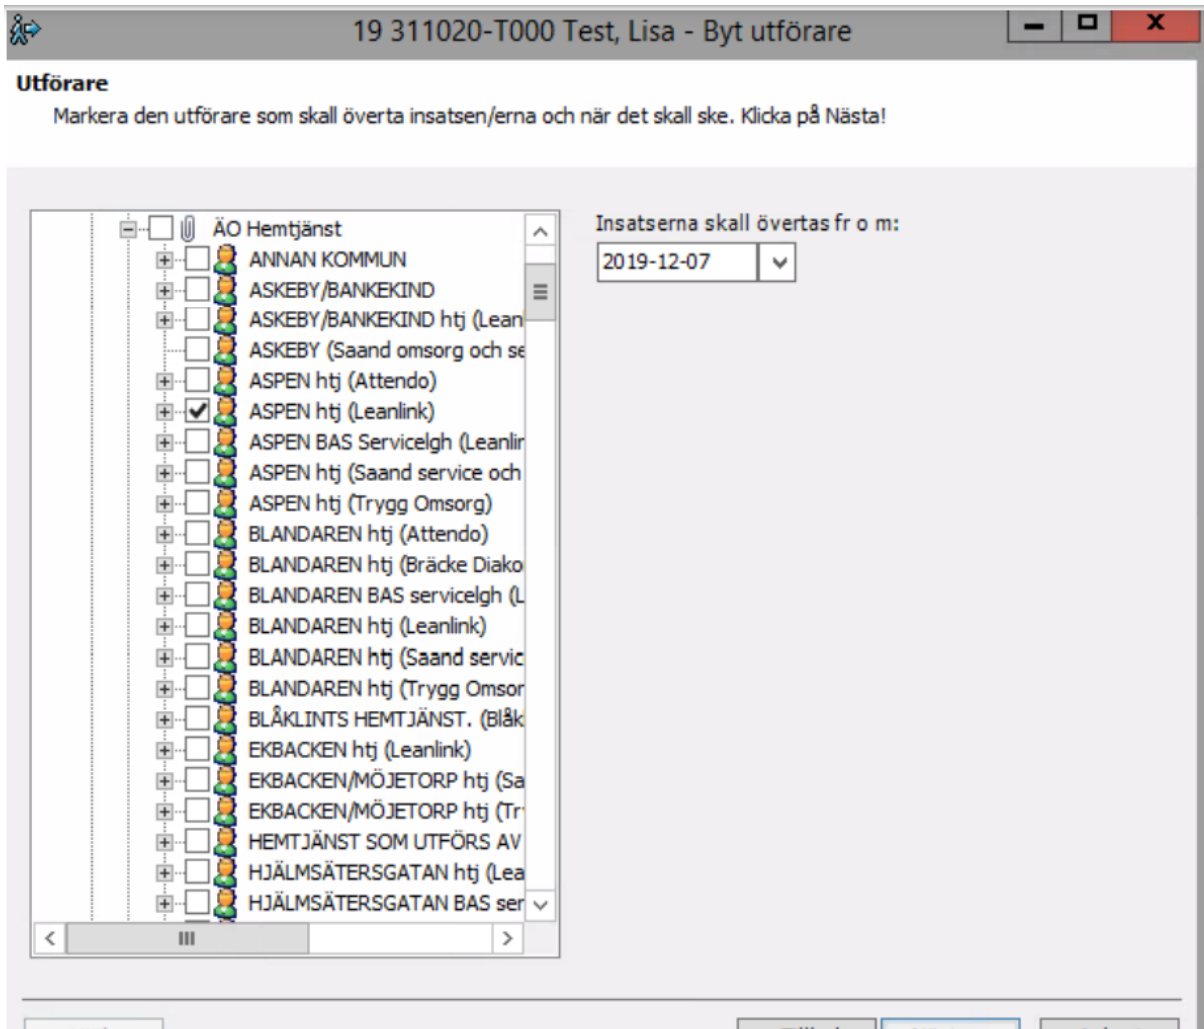 19 311020-T000 Test, Lisa - Byt utförare
Utförare
Markera den utförare som skall överta insatsen/erna och när det skall ske. Klicka på Nästa!
ÄO Hemtjänst
ANNAN KOMMUN
ASKEBY/BANKEKIND
ASKEBY/BANKEKIND htj (Lean
ASKEBY (Saand omsorg och se
ASPEN htj (Attendo)
ASPEN htj (Leanlink)
ASPEN BAS Servicelgh (Leanlin
ASPEN htj (Saand service och
ASPEN htj (Trygg Omsorg)
BLANDAREN htj (Attendo)
BLANDAREN htj (Bräcke Diako
BLANDAREN BAS servicelgh (L
BLANDAREN htj (Leanlink)
BLANDAREN htj (Saand servic
BLANDAREN htj (Trygg Omsor
BLÅKLINTS HEMTJÄNST. (Blåk
EKBACKEN htj (Leanlink)
EKBACKEN/MÖJETORP htj (Sa
EKBACKEN/MÖJETORP htj (Tr
HEMTJÄNST SOM UTFÖRS AV
HJÄLMSÄTERSGATAN htj (Lea
HJÄLMSÄTERSGATAN BAS ser
Insatserna skall övertas fr o m:
2019-12-07